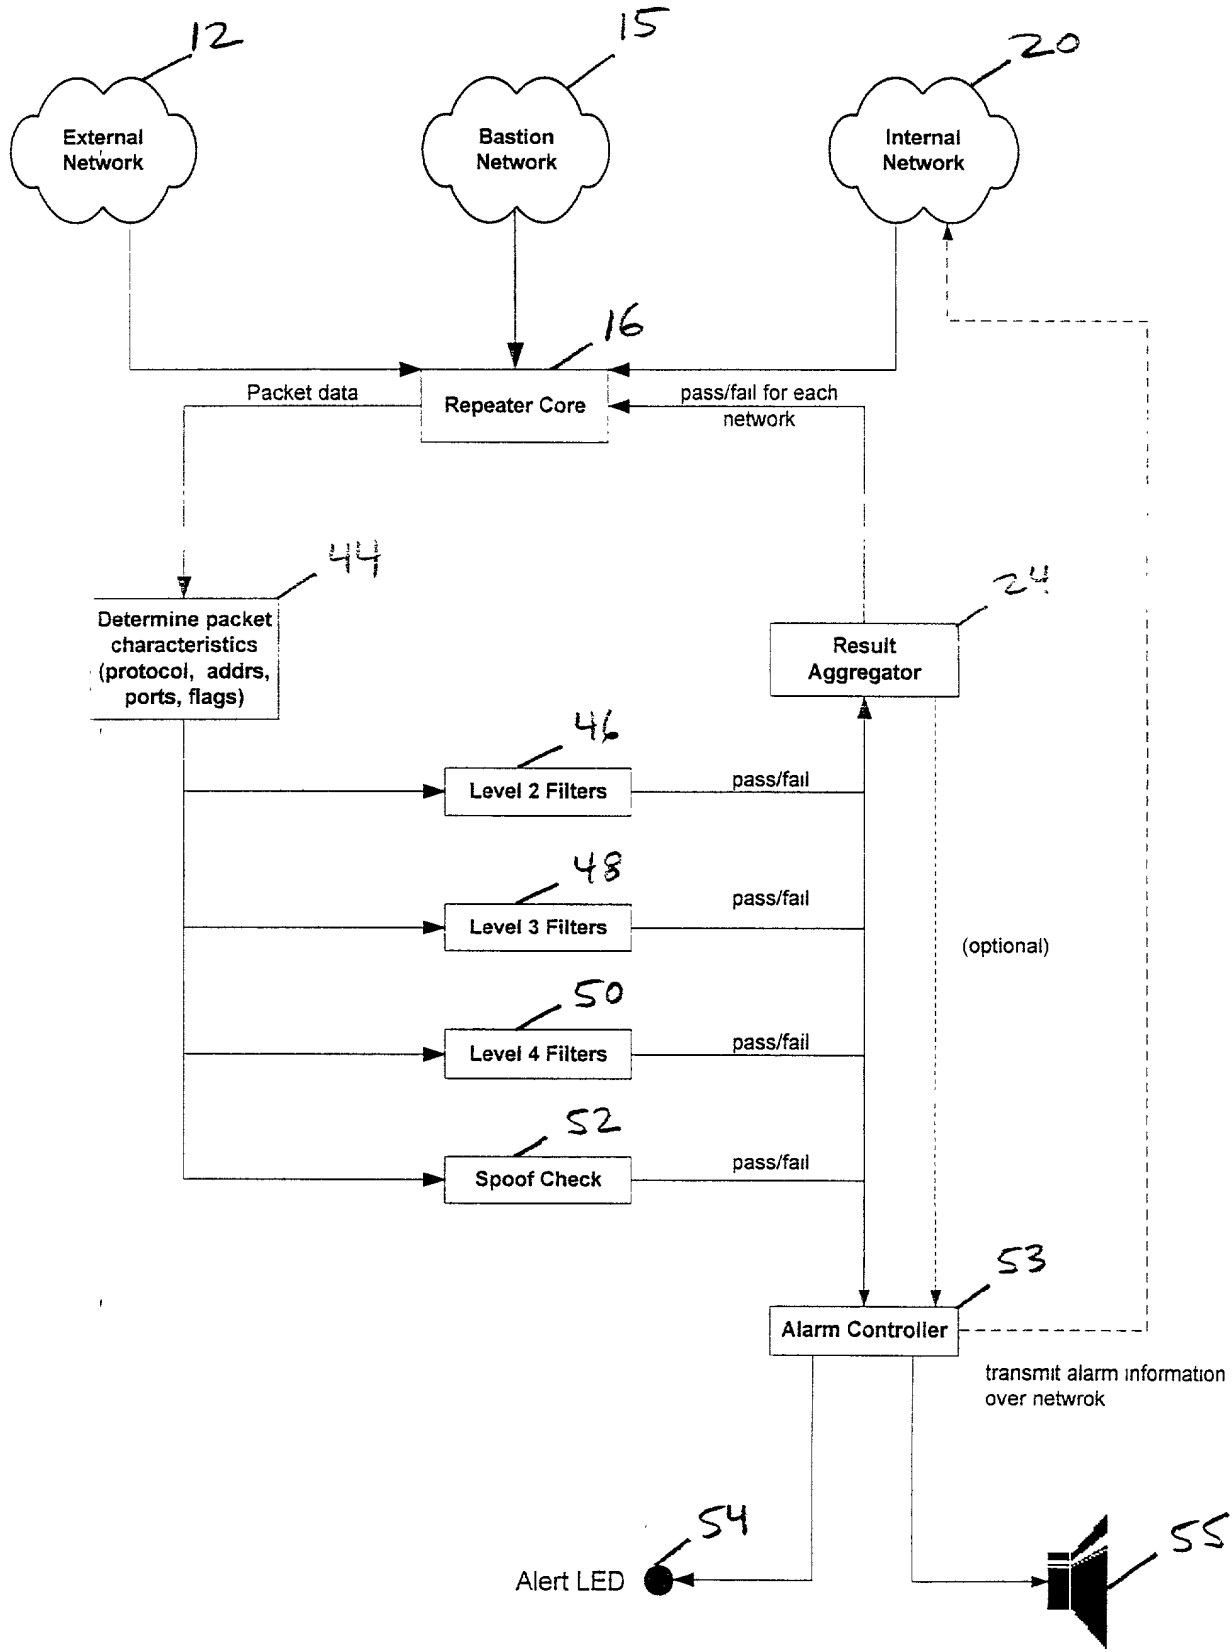 12
15
20
External
Network
Bastion
Network
Internal
Network
16
Packet data
Repeater Core
pass/fail for each
network
44
24
Determine packet
characteristics
(protocol, addrs,
ports, flags)
Result
Aggregator
46
Level 2 Filters
pass/fail
48
Level 3 Filters
pass/fail
(optional)
50
Level 4 Filters
pass/fail
52
Spoof Check
pass/fail
53
Alarm Controller
transmit alarm information
over netwrok
54
Alert LED
55